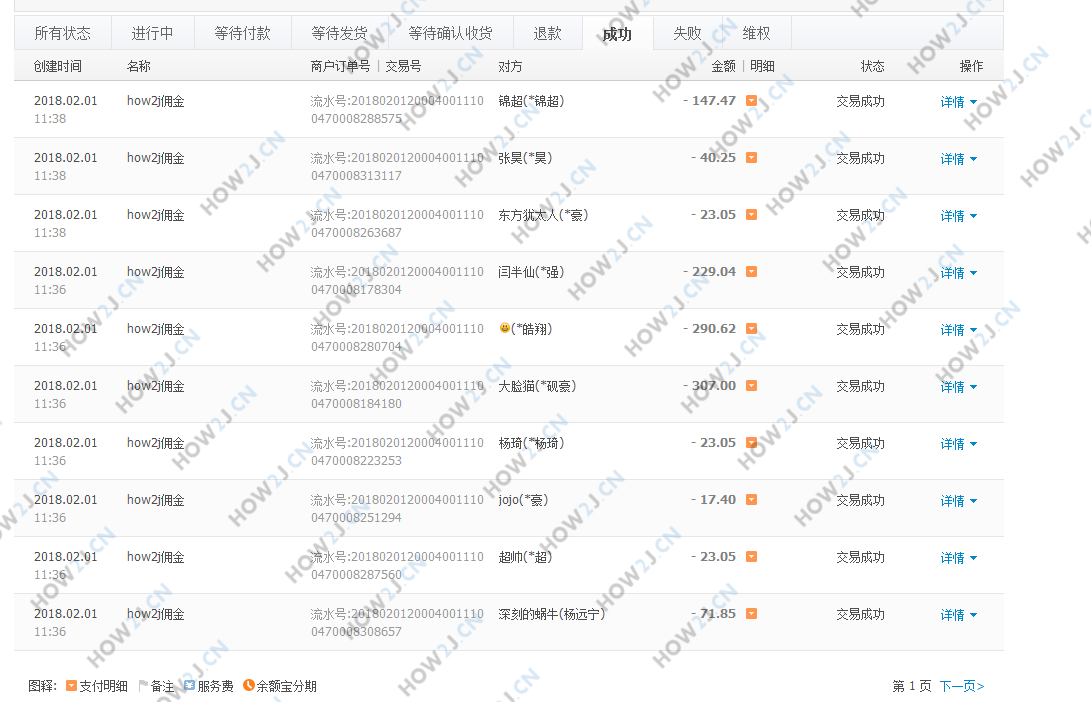 所有状态 进行中 等待付款 等待发货 等待确认收货 退款 成功 失败 维权
创建时间 名称 商户订单号 | 交易号 对方 金额 | 明细 状态 操作
2018.02.01 how2j佣金 流水号:2018020120004001110 锦超(*锦超) - 147.47 交易成功 详情
11:38 0470008288575
2018.02.01 how2j佣金 流水号:2018020120004001110 张昊(*昊) - 40.25 交易成功 详情
11:38 0470008313117
2018.02.01 how2j佣金 流水号:2018020120004001110 东方犹太人(*豪) - 23.05 交易成功 详情
11:38 0470008263687
2018.02.01 how2j佣金 流水号:2018020120004001110 闫半仙(*强) - 229.04 交易成功 详情
11:36 0470008178304
2018.02.01 how2j佣金 流水号:2018020120004001110 (*皓翔) - 290.62 交易成功 详情
11:36 0470008280704
2018.02.01 how2j佣金 流水号:2018020120004001110 大脸猫(*砚豪) - 307.00 交易成功 详情
11:36 0470008184180
2018.02.01 how2j佣金 流水号:2018020120004001110 杨琦(*杨琦) - 23.05 交易成功 详情
11:36 0470008223253
2018.02.01 how2j佣金 流水号:2018020120004001110 jojo(*豪) - 17.40 交易成功 详情
11:36 0470008251294
2018.02.01 how2j佣金 流水号:2018020120004001110 超帅(*超) - 23.05 交易成功 详情
11:36 0470008287560
2018.02.01 how2j佣金 流水号:2018020120004001110 深刻的蜗牛(杨远宁) - 71.85 交易成功 详情
11:36 0470008308657
图释: 支付明细 备注 服务费 余额宝分期 第 1 页 下一页>
HOW2J.CN